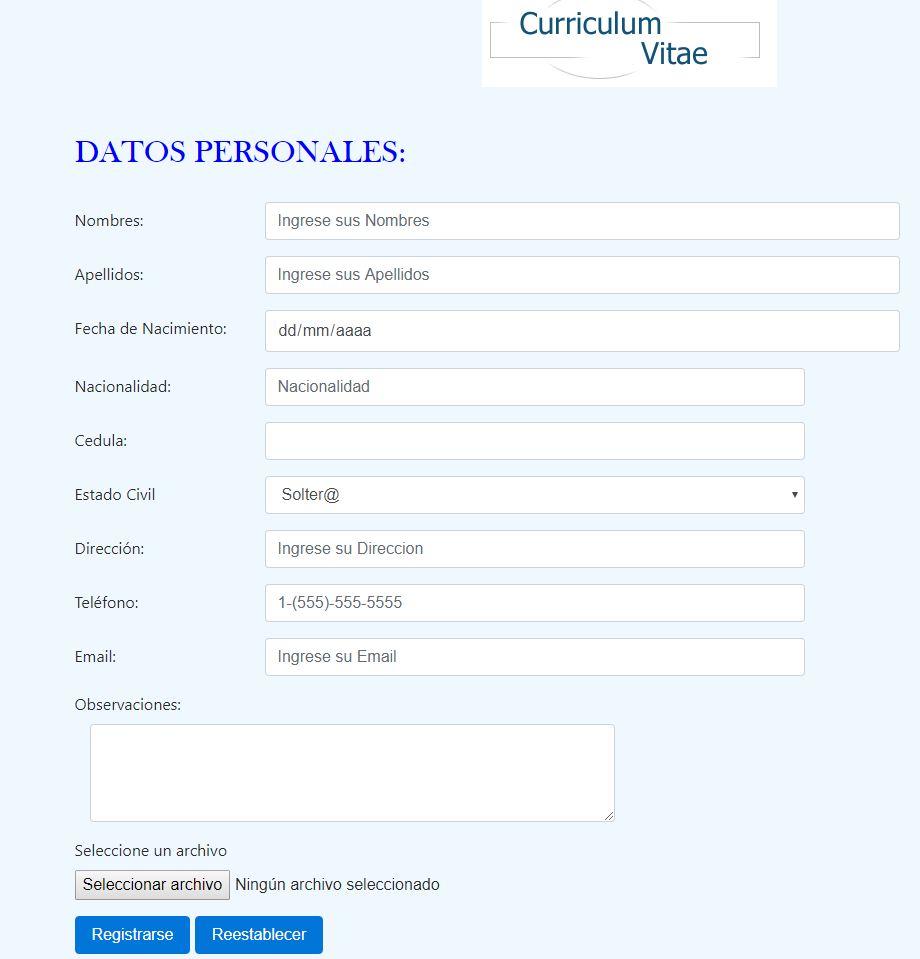 Curriculum
Vitae
DATOS PERSONALES:
Nombres: Ingrese sus Nombres
Apellidos: Ingrese sus Apellidos
Fecha de Nacimiento: dd/mm/aaaa
Nacionalidad: Nacionalidad
Cedula:
Estado Civil Solter@
Dirección: Ingrese su Direccion
Teléfono: 1-(555)-555-5555
Email: Ingrese su Email
Observaciones:
Seleccione un archivo
Seleccionar archivo Ningún archivo seleccionado
Registrarse Reestablecer